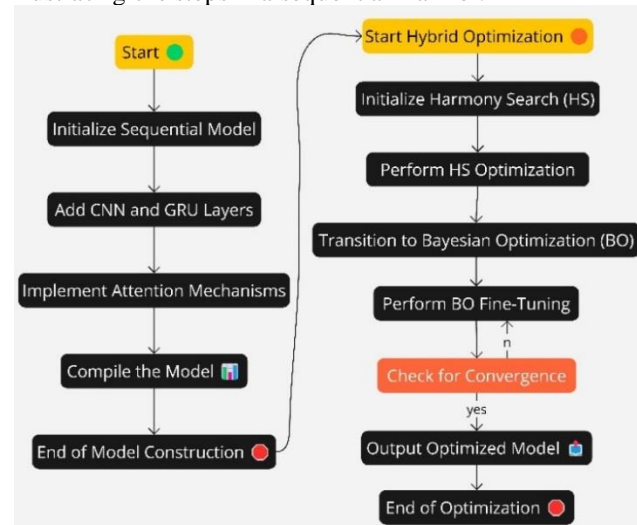 Start
Initialize Sequential Model
Add CNN and GRU Layers
Implement Attention Mechanisms
Compile the Model
End of Model Construction
Start Hybrid Optimization
Initialize Harmony Search (HS)
Perform HS Optimization
Transition to Bayesian Optimization (BO)
Perform BO Fine-Tuning
n
Check for Convergence
yes
Output Optimized Model
End of Optimization